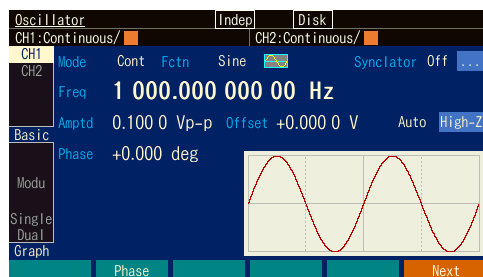 Oscillator Indep Disk
CH1:Continuous/ CH2:Continuous/
CH1
CH2
Mode Cont Fctn Sine Synclator Off ...
Freq 1 000.000 000 00 Hz
Amptd 0.100 0 Vp-p Offset +0.000 0 V Auto High-Z
Basic
Phase +0.000 deg
Modu
Single
Dual
Graph
Phase Next